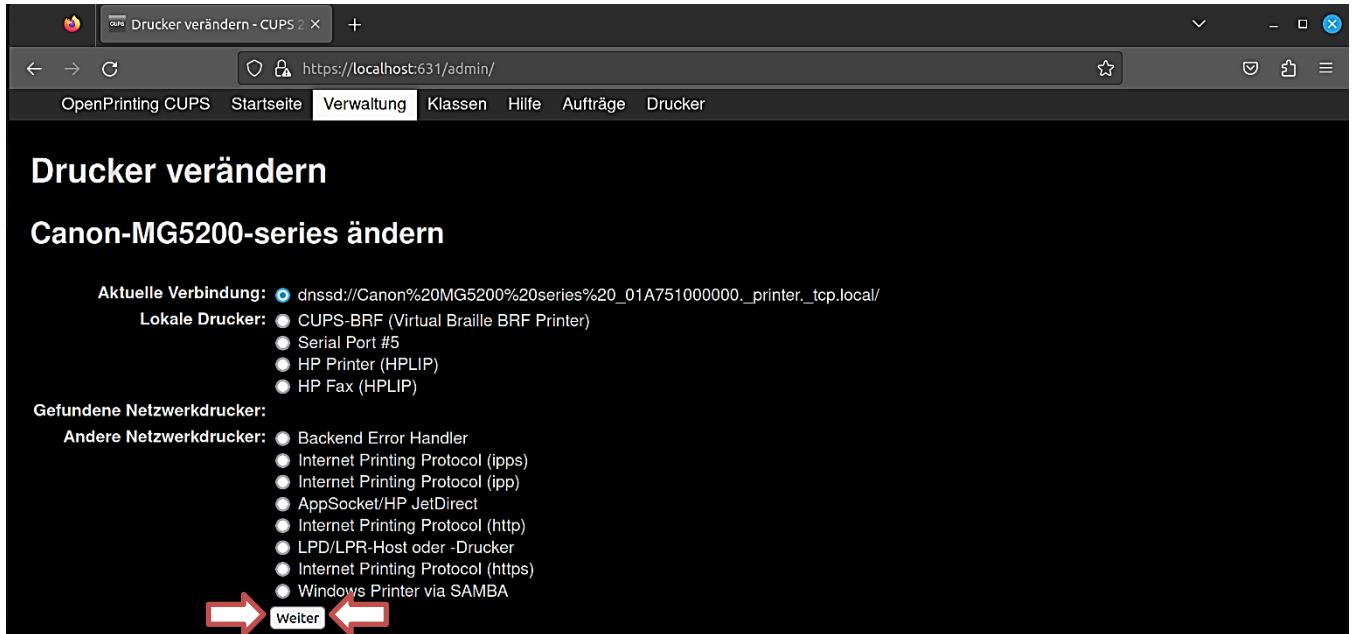 CUPS Drucker verändern - CUPS 2
https://localhost:631/admin/
OpenPrinting CUPS Startseite Verwaltung Klassen Hilfe Aufträge Drucker
Drucker verändern
Canon-MG5200-series ändern
Aktuelle Verbindung: dnssd://Canon%20MG5200%20series%20_01A751000000._printer._tcp.local/
Lokale Drucker: CUPS-BRF (Virtual Braille BRF Printer)
Serial Port #5
HP Printer (HPLIP)
HP Fax (HPLIP)
Gefundene Netzwerkdrucker:
Andere Netzwerkdrucker: Backend Error Handler
Internet Printing Protocol (ipps)
Internet Printing Protocol (ipp)
AppSocket/HP JetDirect
Internet Printing Protocol (http)
LPD/LPR-Host oder -Drucker
Internet Printing Protocol (https)
Windows Printer via SAMBA
Weiter